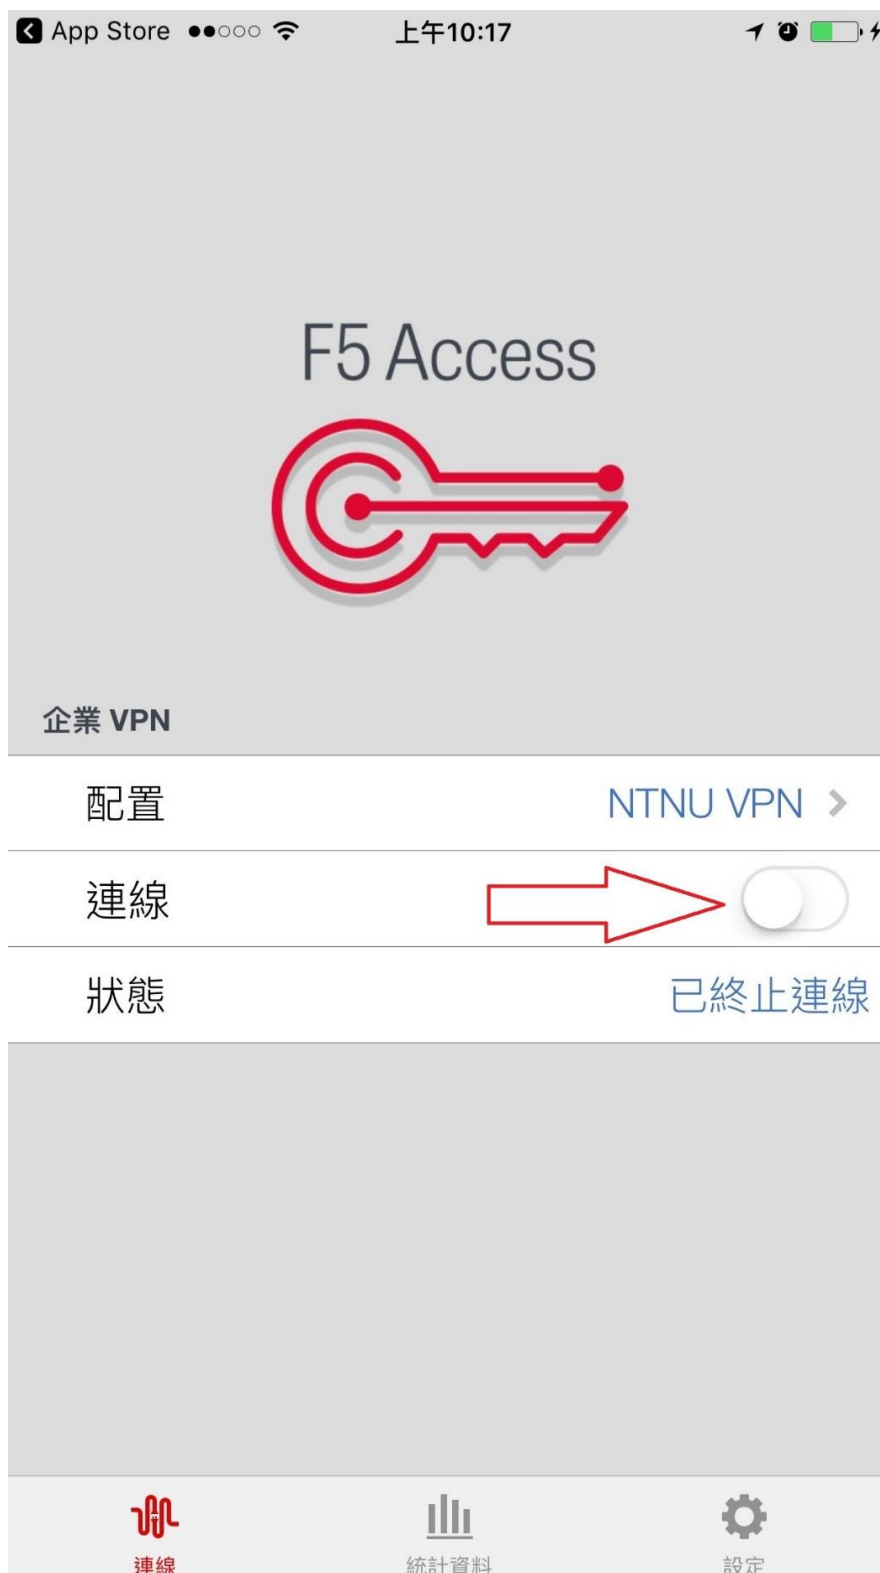 App Store 上午10:17
F5 Access
企業 VPN
配置 NTNU VPN
連線
狀態 已終止連線
連線 統計資料 設定